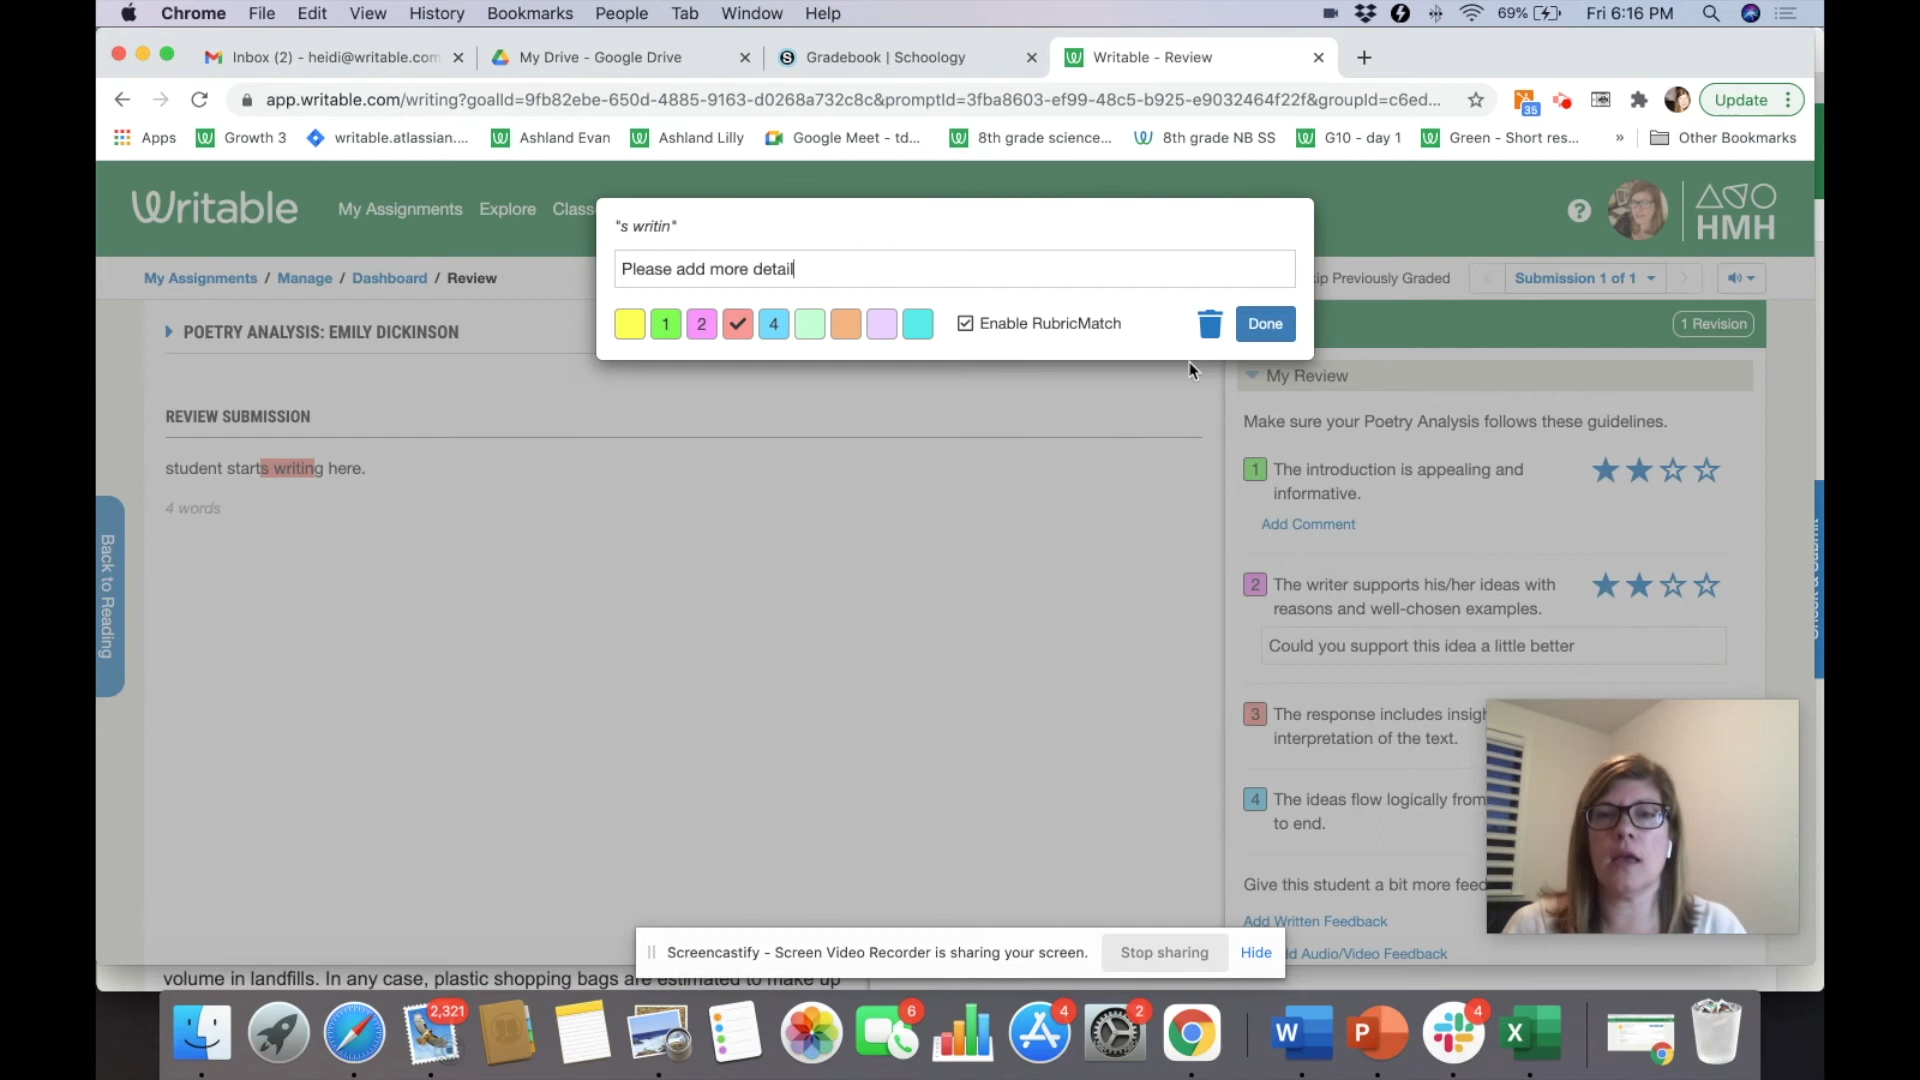 Chrome File Edit View History Bookmarks People Tab Window Help 69% Fri 6:16 PM
Inbox (2) - heidi@writable.com My Drive - Google Drive Gradebook | Schoology Writable - Review
app.writable.com/writing?goalId=9fb82ebe-650d-4885-9163-d0268a732c8c&promptId=3fba8603-ef99-48c5-b925-e9032464f22f&groupId=c6ed... 35 Update
Apps Growth 3 writable.atlassian.... Ashland Evan Ashland Lilly Google Meet - td... 8th grade science... 8th grade NB SS G10 - day 1 Green - Short res... » Other Bookmarks
Writable My Assignments Explore Class HMH
"s writin"
Please add more detail
1 2 4 Enable RubricMatch Done
My Assignments / Manage / Dashboard / Review
ip Previously Graded Submission 1 of 1
POETRY ANALYSIS: EMILY DICKINSON
1 Revision
REVIEW SUBMISSION
student starts writing here.
4 words
Back to Reading
My Review
Make sure your Poetry Analysis follows these guidelines.
1 The introduction is appealing and
informative.
Add Comment
2 The writer supports his/her ideas with
reasons and well-chosen examples.
Could you support this idea a little better
3 The response includes insigh
interpretation of the text.
4 The ideas flow logically from
to end.
Give this student a bit more feed
Add Written Feedback
d Audio/Video Feedback
Screencastify - Screen Video Recorder is sharing your screen. Stop sharing Hide
volume in landfills. In any case, plastic shopping bags are estimated to make up
2,321 6 4 2 W P 4 X